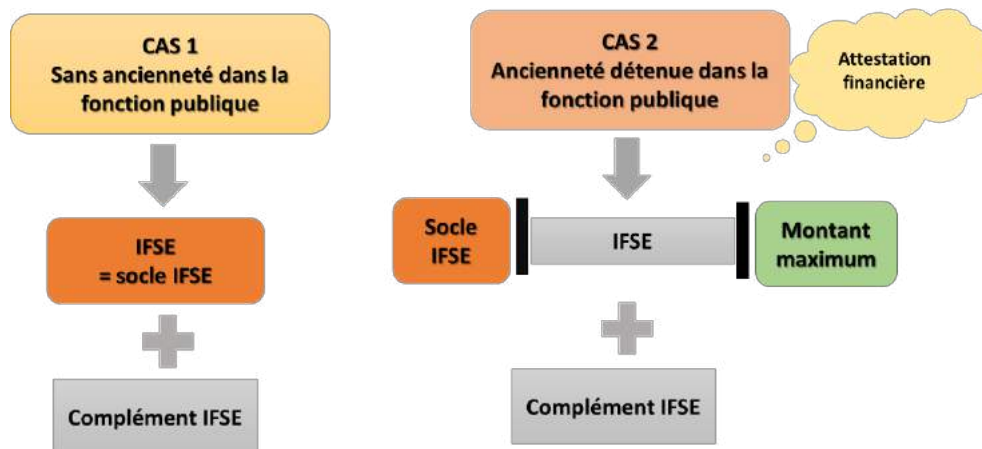 CAS 1
Sans ancienneté dans la
fonction publique
CAS 2
Ancienneté détenue dans la
fonction publique
Attestation
financière
IFSE
= socle IFSE
Socle
IFSE
IFSE
Montant
maximum
Complément IFSE
Complément IFSE